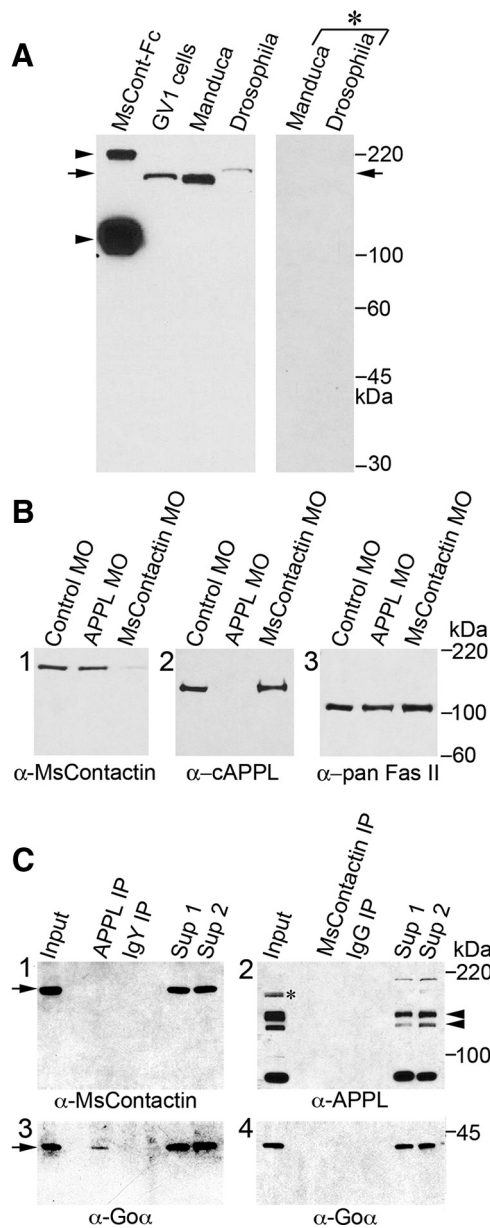 A
MsCont-Fc
GV1 cells
Manduca
Drosophila
*
Manduca
Drosophila
–220
–100
–60
–45
kDa
–30
B
Control MO
APPL MO
MsContactin MO
Control MO
APPL MO
MsContactin MO
Control MO
APPL MO
MsContactin MO
1
2
3
kDa
–220
–100
–60
α-MsContactin
α–cAPPL
α–pan Fas II
C
Input
APPL IP
IgY IP
Sup 1
Sup 2
Input
MsContactin IP
IgG IP
Sup 1
Sup 2
1
2
kDa
–220
*
–100
α-MsContactin
α-APPL
3
4
–45
α-Goα
α-Goα